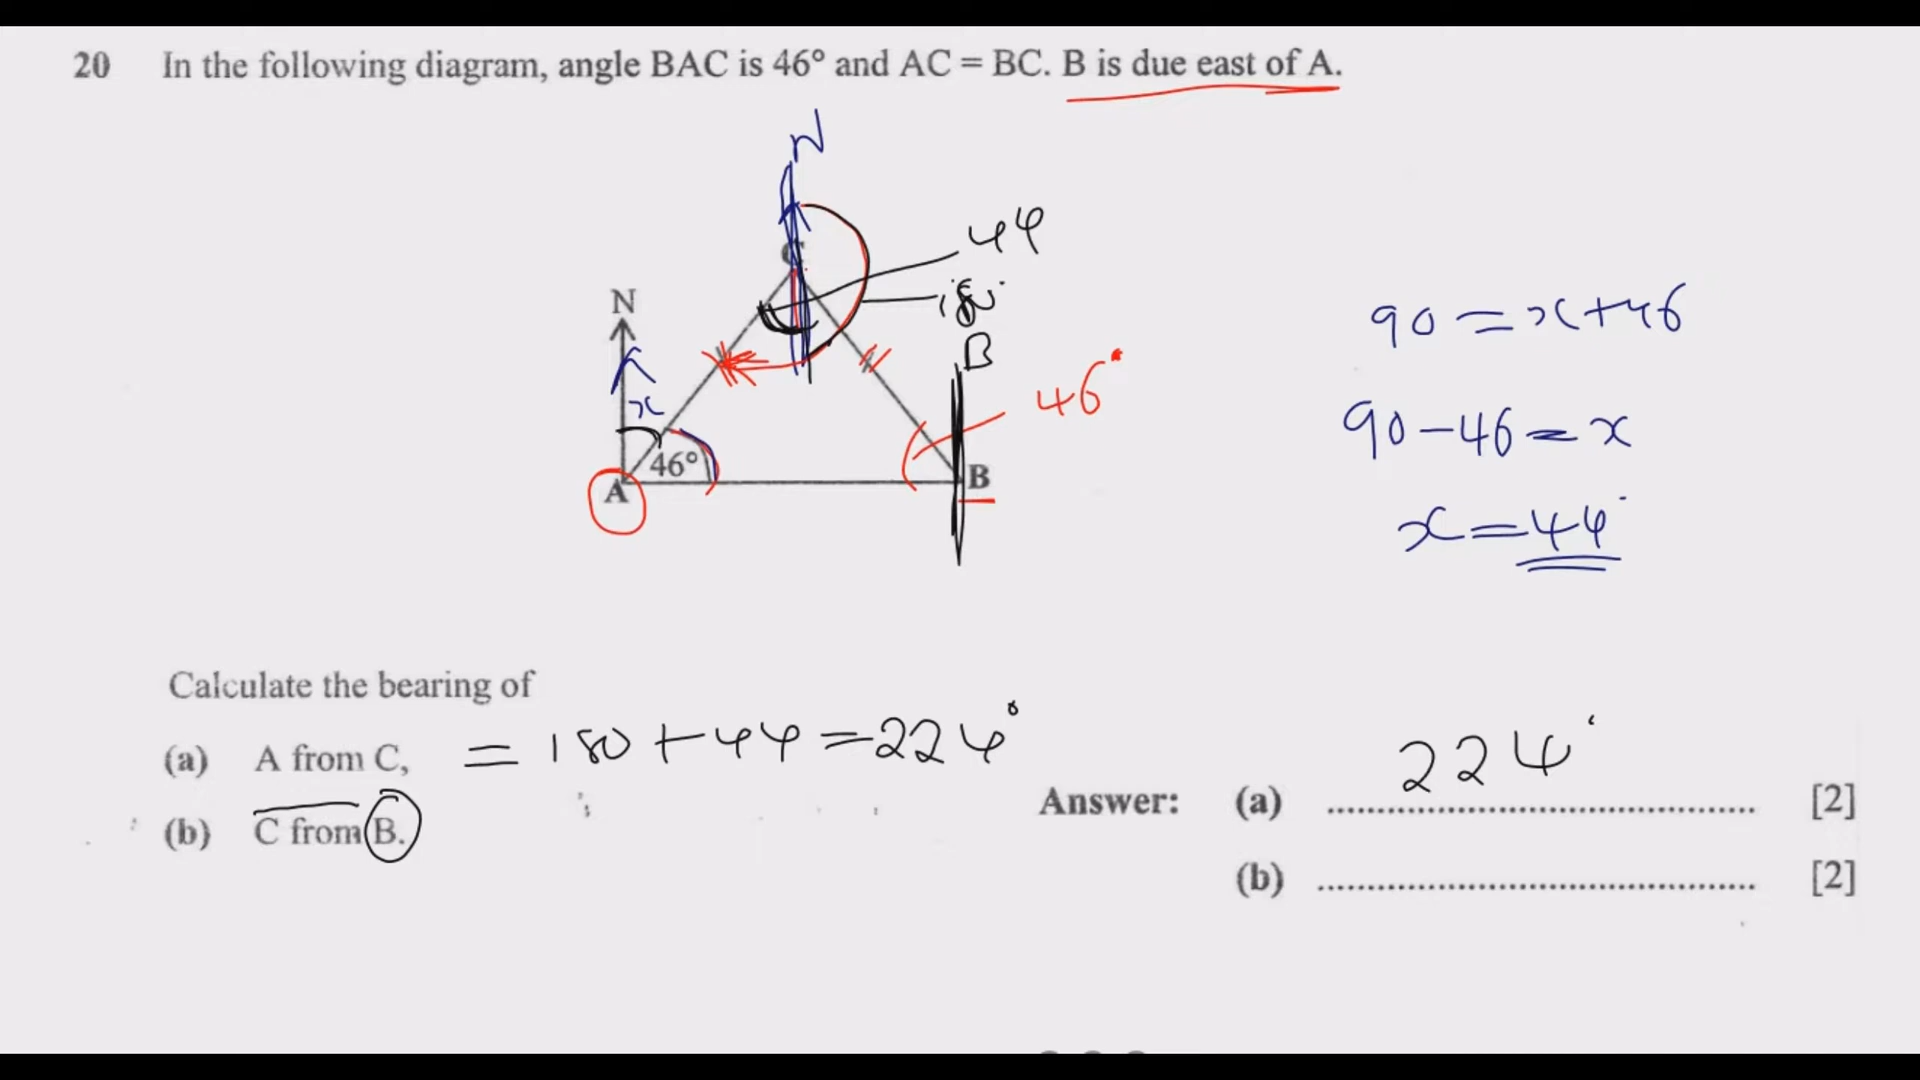 20 In the following diagram, angle BAC is 46° and AC = BC. B is due east of A.
N
C
44
180°
N
B
46°
x
46°
A
B
90 = x + 46
90 - 46 = x
x = 44°
Calculate the bearing of
(a) A from C, = 180 + 44 = 224°
224°
Answer: (a) ........................................ [2]
(b) C from B.
(b) ........................................ [2]